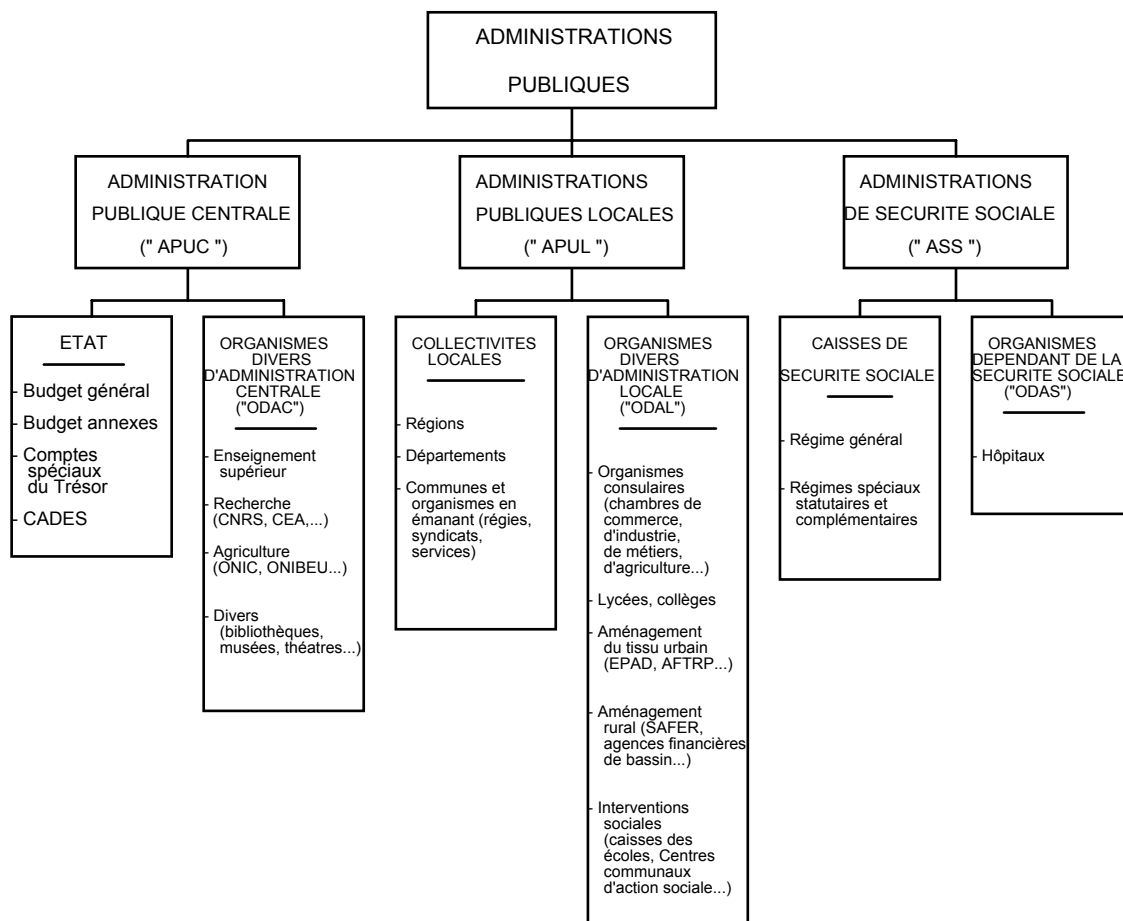 ADMINISTRATIONS
PUBLIQUES
ADMINISTRATION
PUBLIQUE CENTRALE
(" APUC ")
ADMINISTRATIONS
PUBLIQUES LOCALES
(" APUL ")
ADMINISTRATIONS
DE SECURITE SOCIALE
(" ASS ")
ETAT
- Budget général
- Budget annexes
- Comptes
spéciaux
du Trésor
- CADES
ORGANISMES
DIVERS
D'ADMINISTRATION
CENTRALE
("ODAC")
- Enseignement
supérieur
- Recherche
(CNRS, CEA,...)
- Agriculture
(ONIC, ONIBEU...)
- Divers
(bibliothèques,
musées, théatres...)
COLLECTIVITES
LOCALES
- Régions
- Départements
- Communes et
organismes en
émanant (régies,
syndicats,
services)
ORGANISMES
DIVERS
D'ADMINISTRATION
LOCALE
("ODAL")
- Organismes
consulaires
(chambres de
commerce,
d'industrie,
de métiers,
d'agriculture...)
- Lycées, collèges
- Aménagement
du tissu urbain
(EPAD, AFTRP...)
- Aménagement
rural (SAFER,
agences financières
de bassin...)
- Interventions
sociales
(caisses des
écoles, Centres
communaux
d'action sociale...)
CAISSES DE
SECURITE SOCIALE
- Régime général
- Régimes spéciaux
statutaires et
complémentaires
ORGANISMES
DEPENDANT DE LA
SECURITE SOCIALE
("ODAS")
- Hôpitaux